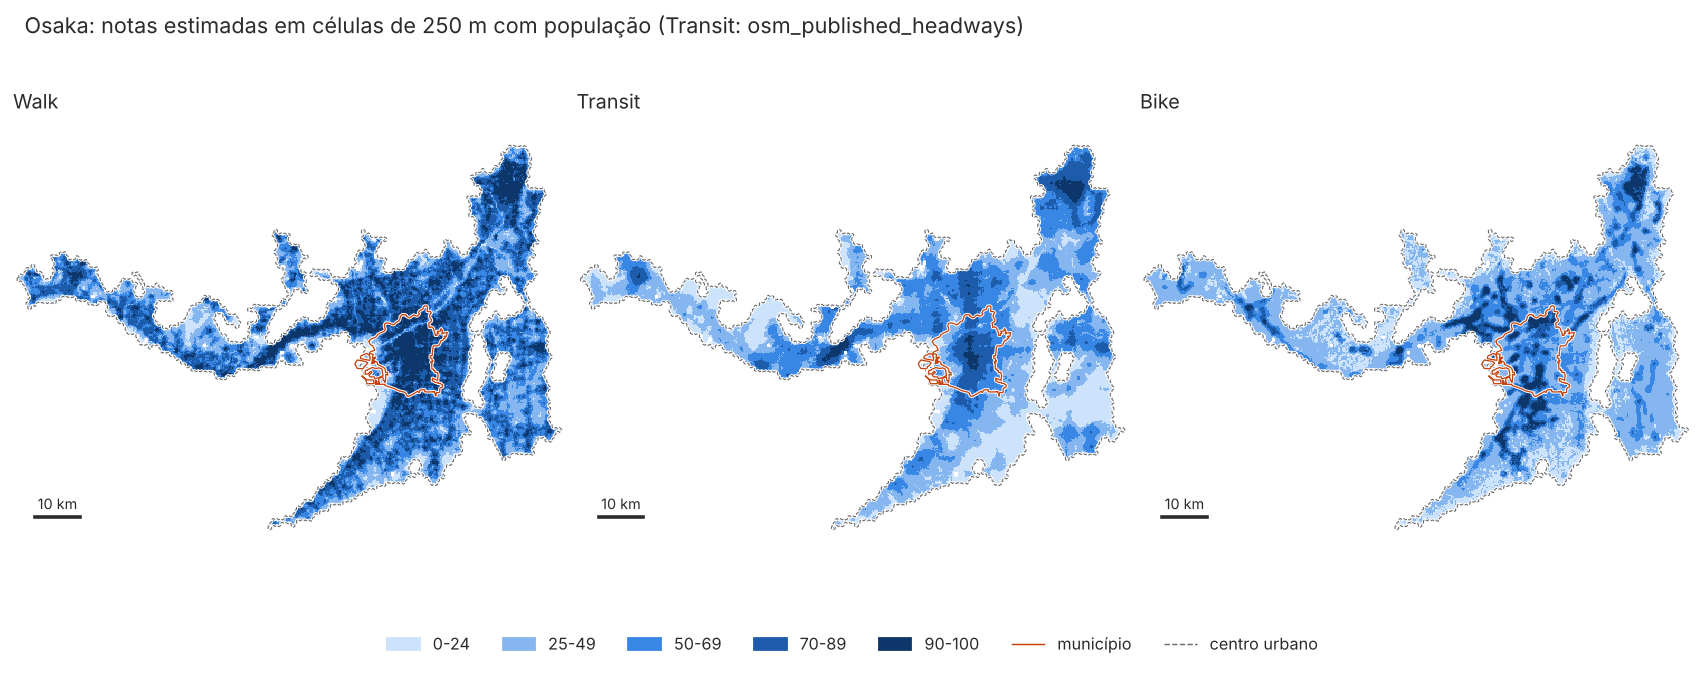 Osaka: notas estimadas em células de 250 m com população (Transit: osm_published_headways)
Walk
Transit
Bike
10 km
10 km
10 km
0-24
25-49
50-69
70-89
90-100
município
centro urbano